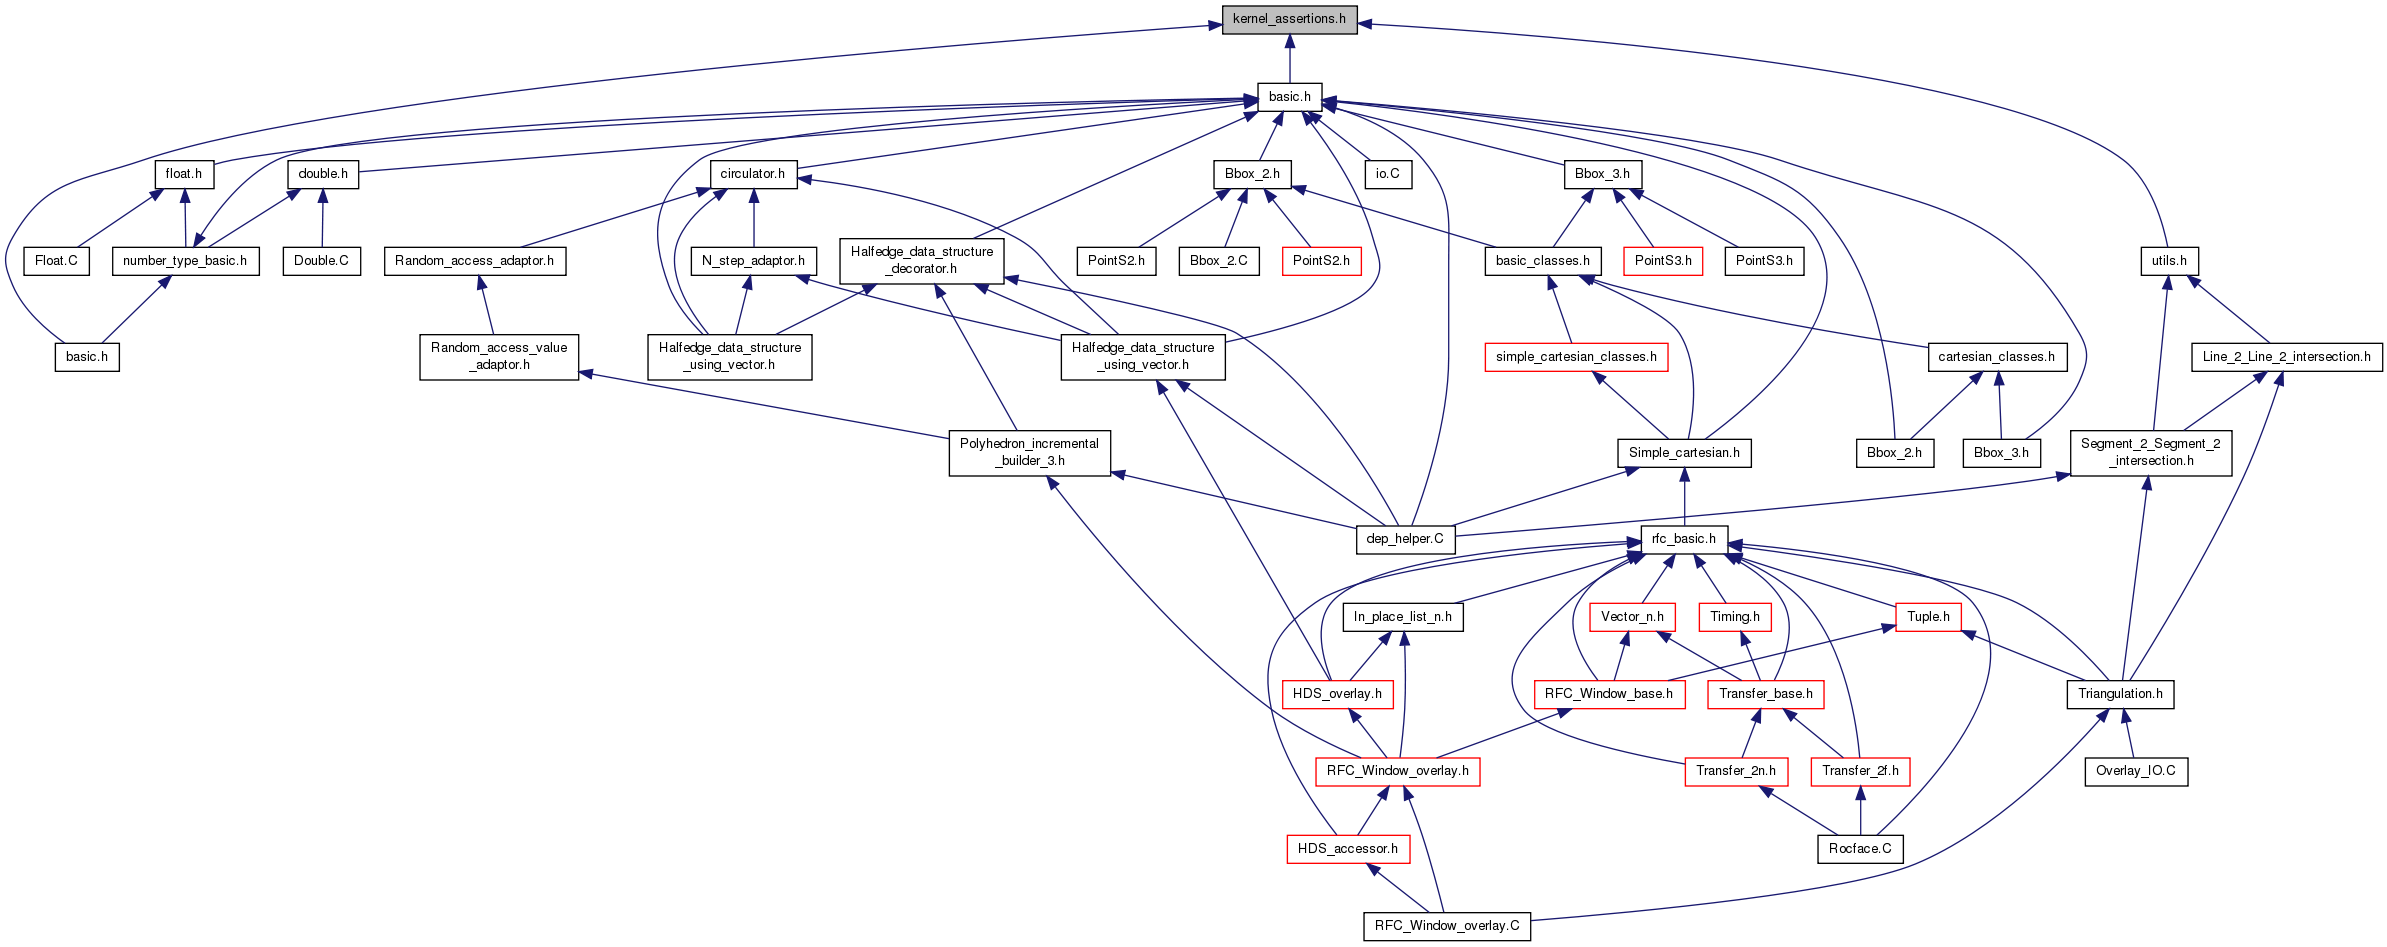 kernel_assertions.h
basic.h
float.h
double.h
circulator.h
Bbox_2.h
io.C
Bbox_3.h
Float.C
number_type_basic.h
Double.C
Random_access_adaptor.h
N_step_adaptor.h
Halfedge_data_structure
_decorator.h
PointS2.h
Bbox_2.C
PointS2.h
basic_classes.h
PointS3.h
PointS3.h
utils.h
basic.h
Random_access_value
_adaptor.h
Halfedge_data_structure
_using_vector.h
Halfedge_data_structure
_using_vector.h
simple_cartesian_classes.h
cartesian_classes.h
Line_2_Line_2_intersection.h
Polyhedron_incremental
_builder_3.h
Simple_cartesian.h
Bbox_2.h
Bbox_3.h
Segment_2_Segment_2
_intersection.h
dep_helper.C
rfc_basic.h
In_place_list_n.h
Vector_n.h
Timing.h
Tuple.h
HDS_overlay.h
RFC_Window_base.h
Transfer_base.h
Triangulation.h
RFC_Window_overlay.h
Transfer_2n.h
Transfer_2f.h
Overlay_IO.C
HDS_accessor.h
Rocface.C
RFC_Window_overlay.C